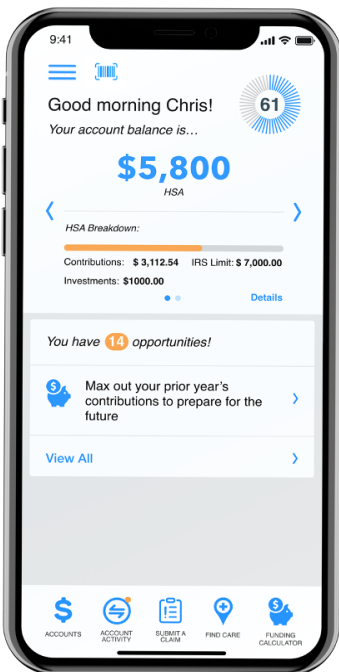 9:41
Good morning Chris!
61
Your account balance is...
$5,800
HSA
HSA Breakdown:
Contributions: $ 3,112.54 IRS Limit: $ 7,000.00
Investments: $1000.00
Details
You have 14 opportunities!
Max out your prior year's
contributions to prepare for the
future
View All
ACCOUNTS
ACCOUNT
ACTIVITY
SUBMIT A
CLAIM
FIND CARE
FUNDING
CALCULATOR